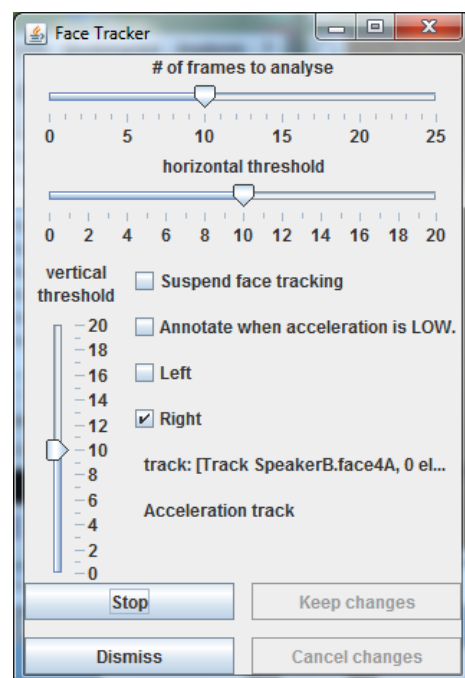 Face Tracker
# of frames to analyse
0 5 10 15 20 25
horizontal threshold
0 2 4 6 8 10 12 14 16 18 20
vertical
threshold
20
18
16
14
12
10
8
6
4
2
0
Suspend face tracking
Annotate when acceleration is LOW.
Left
Right
track: [Track SpeakerB.face4A, 0 el...
Acceleration track
Stop Keep changes
Dismiss Cancel changes